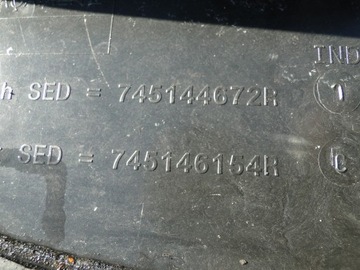 IND
h SED = 745144672R
SED = 745146154R